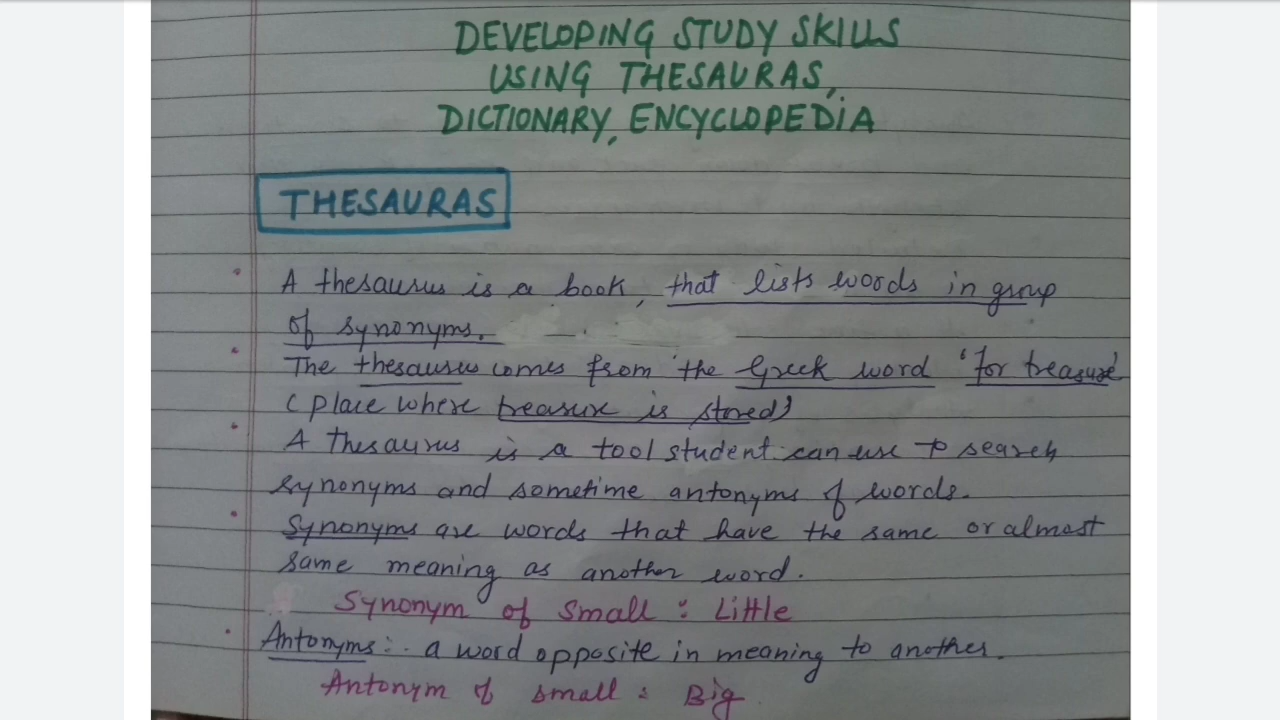 DEVELOPING STUDY SKILLS
USING THESAURAS,
DICTIONARY, ENCYCLOPEDIA
THESAURAS
• A thesaurus is a book, that lists words in group
of synonyms.
• The thesaurus comes from the Greek word 'for treasure'
(place where treasure is stored)
• A thesaurus is a tool student can use to search
synonyms and sometime antonyms of words.
• Synonyms are words that have the same or almost
same meaning as another word.
Synonym of small : Little
• Antonyms :. a word opposite in meaning to another.
Antonym of small : Big